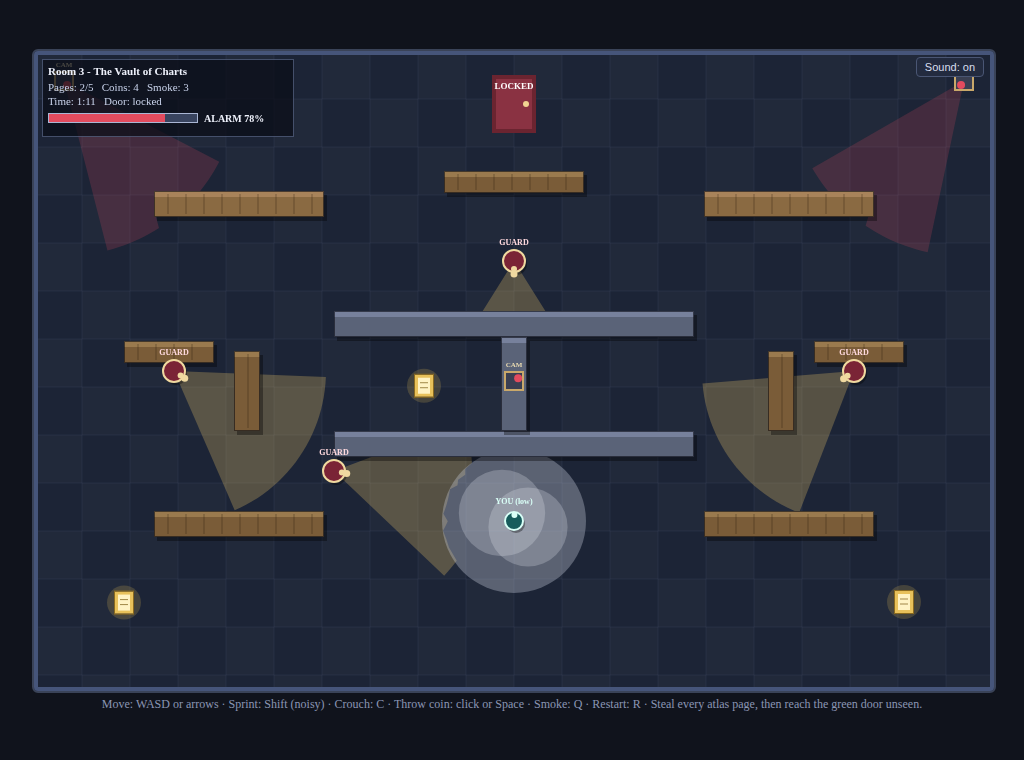 CAM
Room 3 - The Vault of Charts
Pages: 2/5 Coins: 4 Smoke: 3
Time: 1:11 Door: locked
ALARM 78%
LOCKED
Sound: on
GUARD
GUARD
GUARD
CAM
GUARD
YOU (low)
Move: WASD or arrows · Sprint: Shift (noisy) · Crouch: C · Throw coin: click or Space · Smoke: Q · Restart: R · Steal every atlas page, then reach the green door unseen.